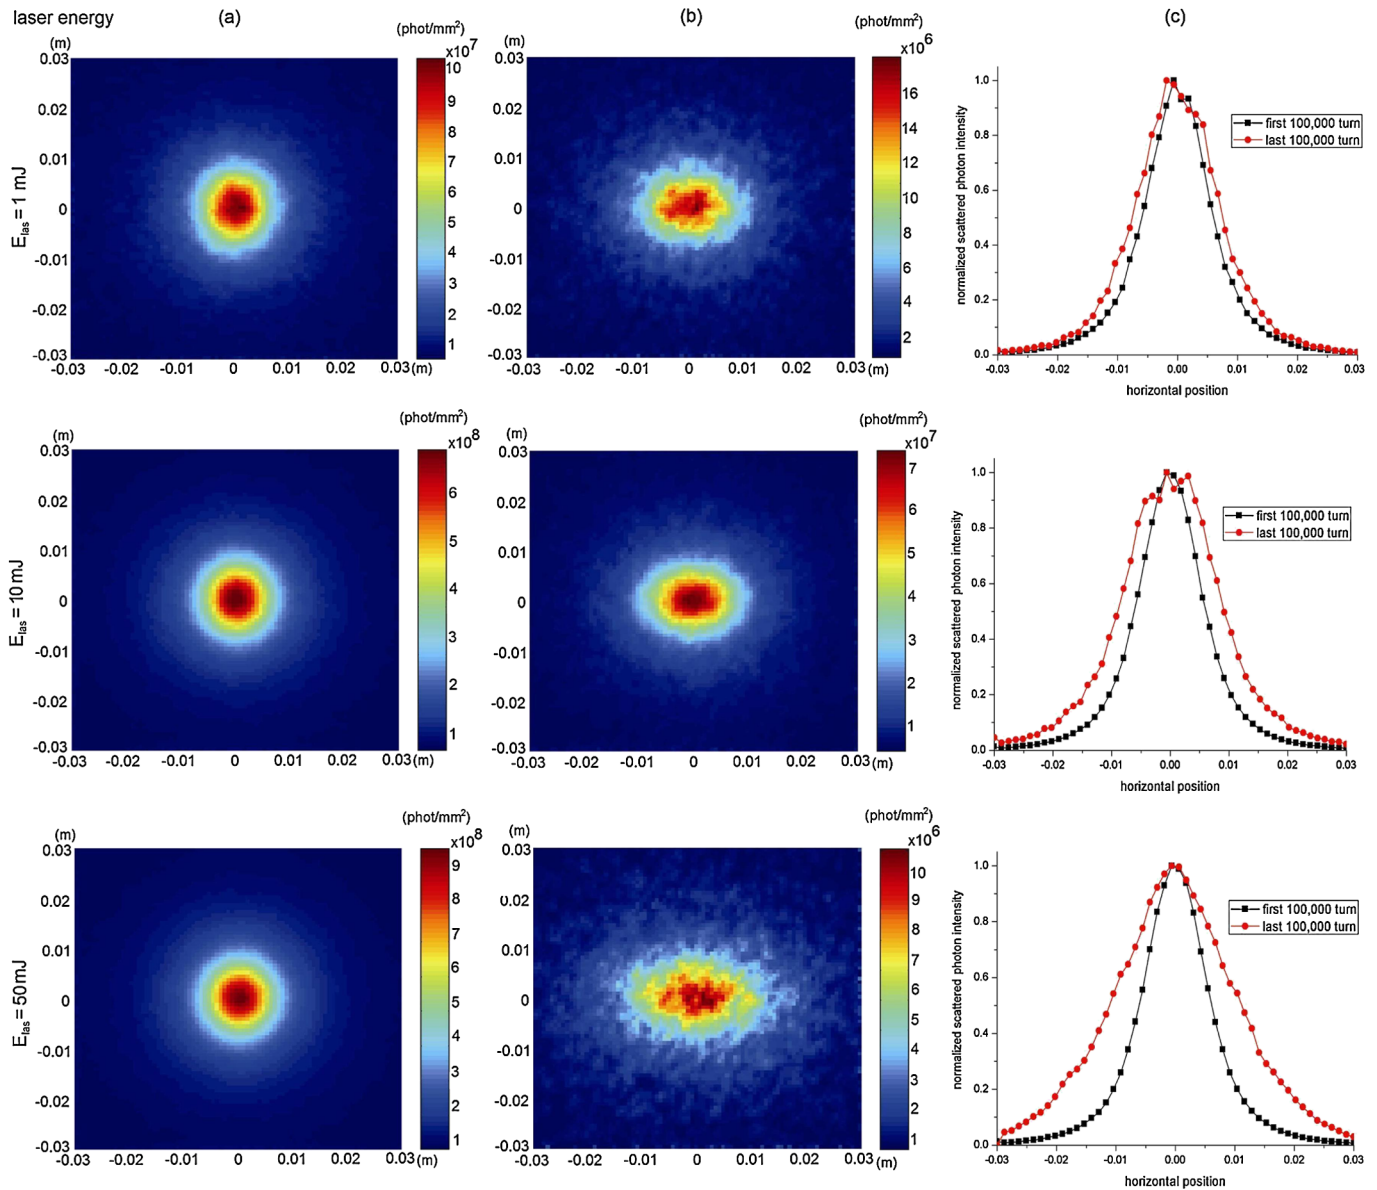 laser energy (a) (b) (c)
(phot/mm²) (phot/mm²)
(m) x10⁷ (m) x10⁶
0.03 10 0.03
9 16 1.0
0.02 8 0.02 14 first 100,000 turn
7 0.8 last 100,000 turn
0.01 6 0.01 12
E_las = 1 mJ 0 5 0 10 normalized scattered photon intensity 0.6
4 8 0.4
-0.01 3 -0.01 6
-0.02 2 -0.02 4 0.2
1 2
-0.03 -0.03 0.0
-0.03 -0.02 -0.01 0 0.01 0.02 0.03 (m) -0.03 -0.02 -0.01 0 0.01 0.02 0.03 (m) -0.03 -0.02 -0.01 0.00 0.01 0.02 0.03
horizontal position
(phot/mm²) (phot/mm²)
(m) x10⁸ (m) x10⁷
0.03 0.03 7 1.0
0.02 6 0.02 6 first 100,000 turn
5 0.8 last 100,000 turn
0.01 4 0.01 5
E_las = 10 mJ 0 0 4 normalized scattered photon intensity 0.6
3 3 0.4
-0.01 2 -0.01 2
-0.02 -0.02 0.2
1 1
-0.03 -0.03 0.0
-0.03 -0.02 -0.01 0 0.01 0.02 0.03 (m) -0.03 -0.02 -0.01 0 0.01 0.02 0.03 (m) -0.03 -0.02 -0.01 0.00 0.01 0.02 0.03
horizontal position
(phot/mm²) (phot/mm²)
(m) x10⁸ (m) x10⁶
0.03 9 0.03 10 1.0
0.02 8 0.02 9 first 100,000 turn
7 8 0.8 last 100,000 turn
0.01 6 0.01 7
E_las = 50 mJ 0 5 0 6 normalized scattered photon intensity 0.6
4 5 0.4
-0.01 3 -0.01 4
3
-0.02 2 -0.02 2 0.2
1 1
-0.03 -0.03 0.0
-0.03 -0.02 -0.01 0 0.01 0.02 0.03 (m) -0.03 -0.02 -0.01 0 0.01 0.02 0.03 (m) -0.03 -0.02 -0.01 0.00 0.01 0.02 0.03
horizontal position